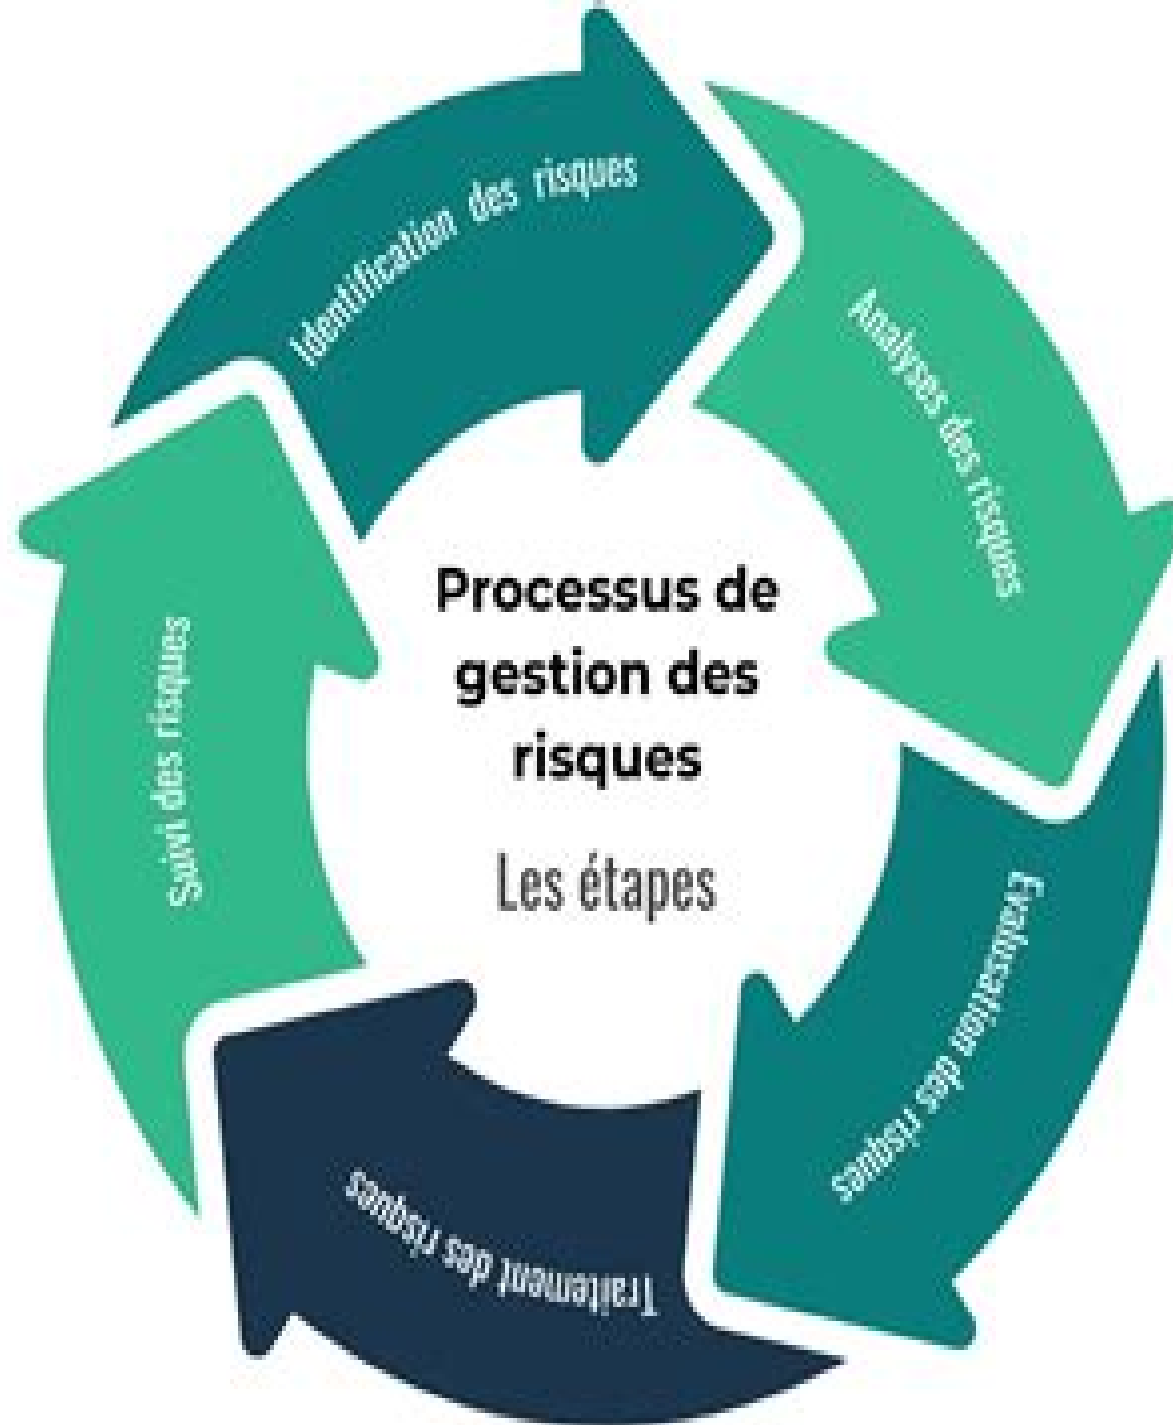 Processus de
gestion des
risques
Les étapes
Identification des risques
Analyses des risques
Evaluation des risques
Traitement des risques
Suivi des risques